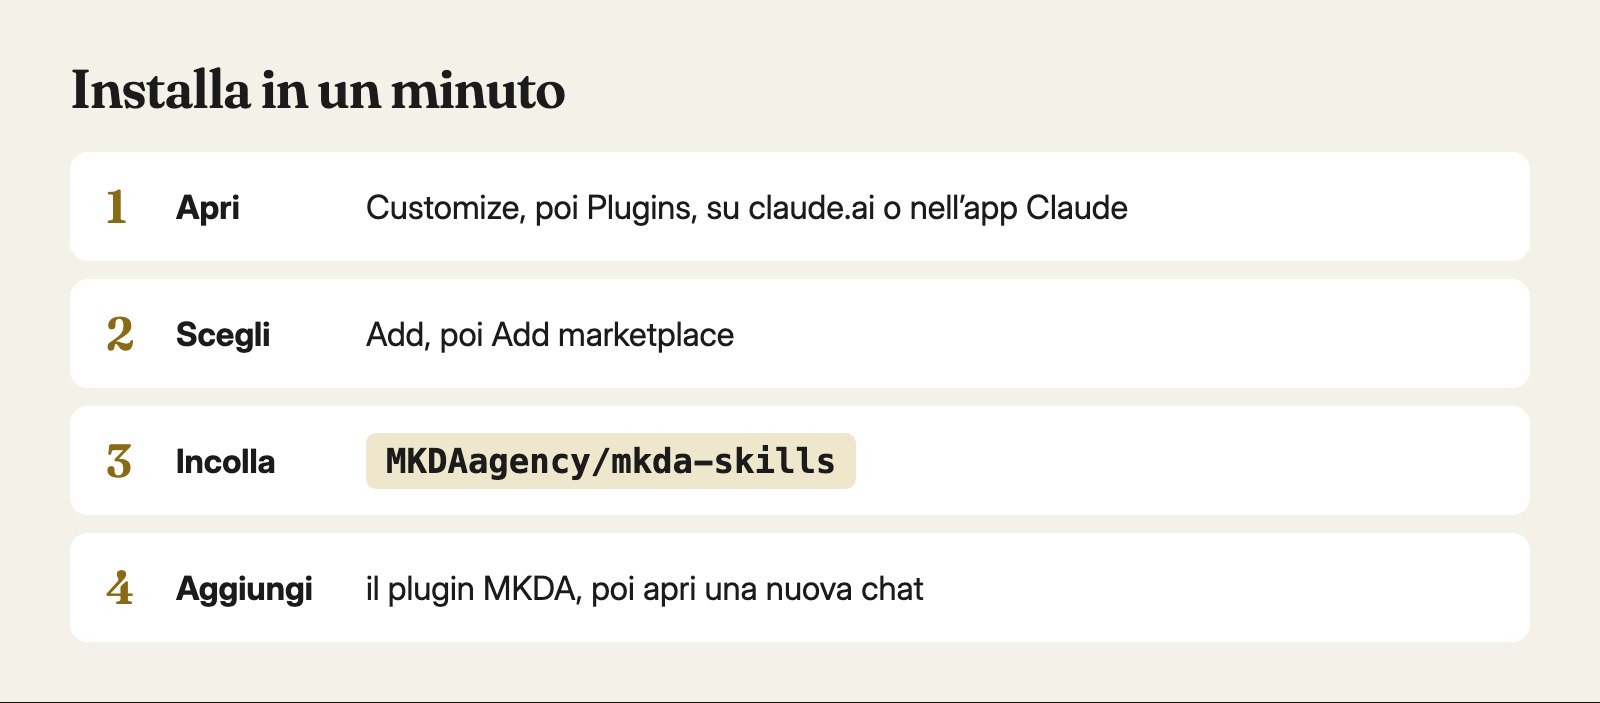 Installa in un minuto
1 Apri Customize, poi Plugins, su claude.ai o nell’app Claude
2 Scegli Add, poi Add marketplace
3 Incolla MKDAagency/mkda-skills
4 Aggiungi il plugin MKDA, poi apri una nuova chat